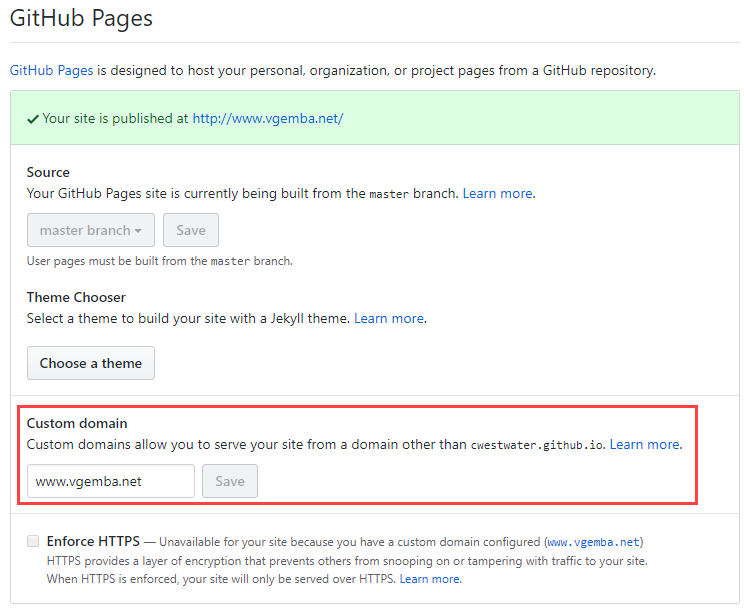 GitHub Pages
GitHub Pages is designed to host your personal, organization, or project pages from a GitHub repository.
Your site is published at http://www.vgemba.net/
Source
Your GitHub Pages site is currently being built from the master branch. Learn more.
master branch Save
User pages must be built from the master branch.
Theme Chooser
Select a theme to build your site with a Jekyll theme. Learn more.
Choose a theme
Custom domain
Custom domains allow you to serve your site from a domain other than cwestwater.github.io. Learn more.
www.vgemba.net Save
Enforce HTTPS — Unavailable for your site because you have a custom domain configured (www.vgemba.net)
HTTPS provides a layer of encryption that prevents others from snooping on or tampering with traffic to your site.
When HTTPS is enforced, your site will only be served over HTTPS. Learn more.